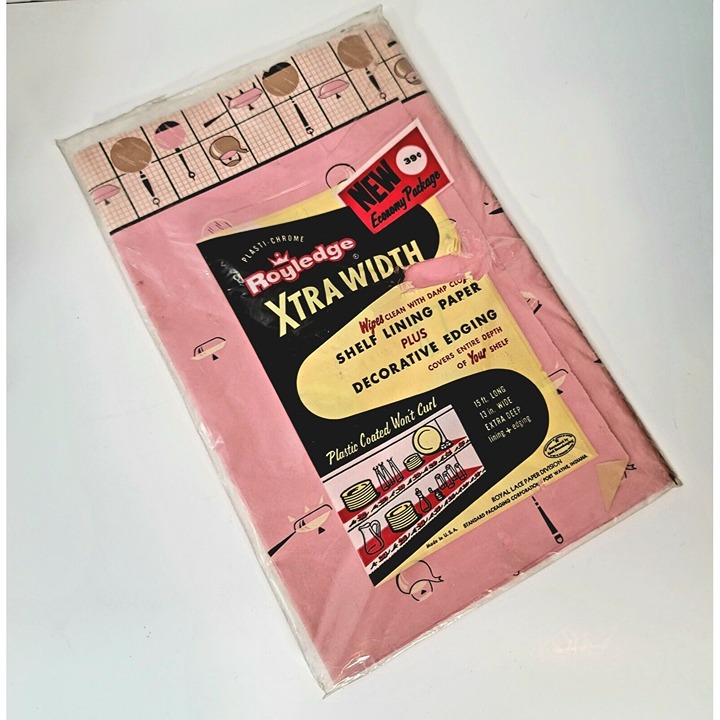 NEW
39¢
Economy Package
PLASTI-CHROME
Royledge
®
XTRA WIDTH
Wipes CLEAN WITH DAMP CLOTH
SHELF LINING PAPER
PLUS
DECORATIVE EDGING
COVERS ENTIRE DEPTH
OF Your SHELF
15 ft. LONG
13 in. WIDE
EXTRA DEEP
lining + edging
Plastic Coated Won't Curl
ROYAL LACE PAPER DIVISION
STANDARD PACKAGING CORPORATION • FORT WAYNE, INDIANA
Made in U.S.A.